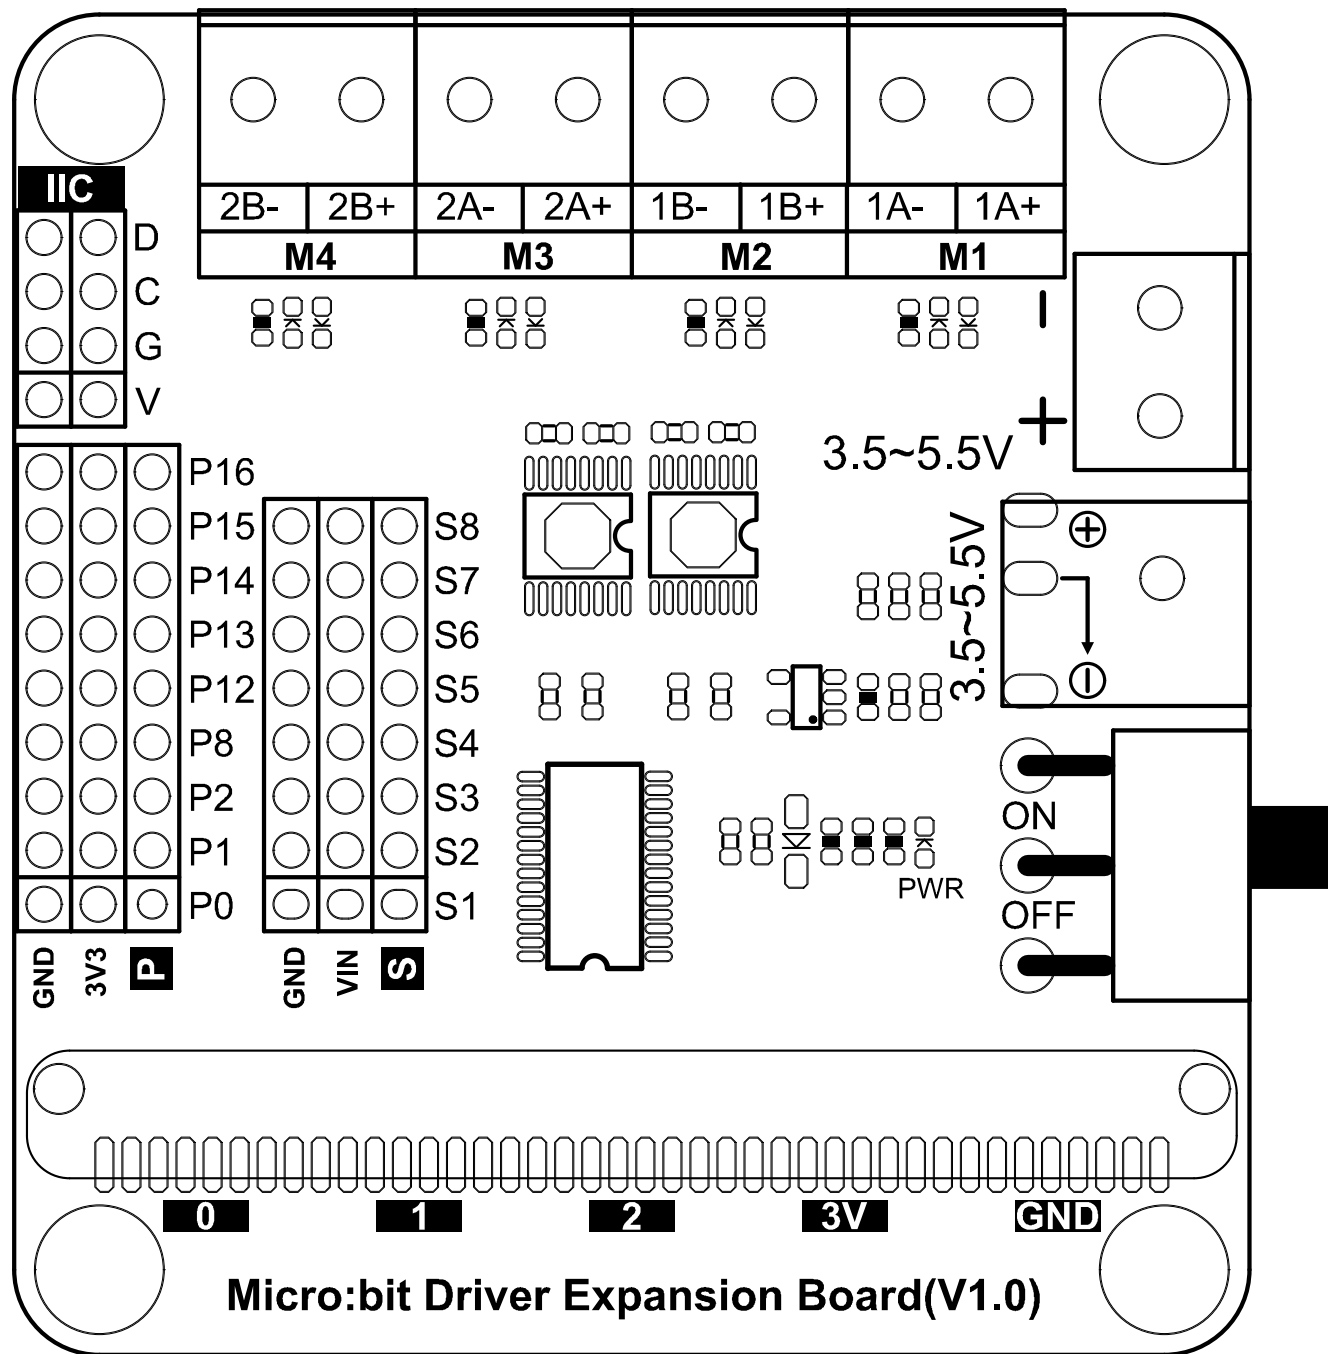 IIC
2B- 2B+ 2A- 2A+ 1B- 1B+ 1A- 1A+
M4 M3 M2 M1
D
C
G
V
-
+
3.5~5.5V
3.5~5.5V
+
-
P16
P15
P14
P13
P12
P8
P2
P1
P0
GND 3V3 P
S8
S7
S6
S5
S4
S3
S2
S1
GND VIN S
PWR
ON
OFF
0 1 2 3V GND
Micro:bit Driver Expansion Board(V1.0)